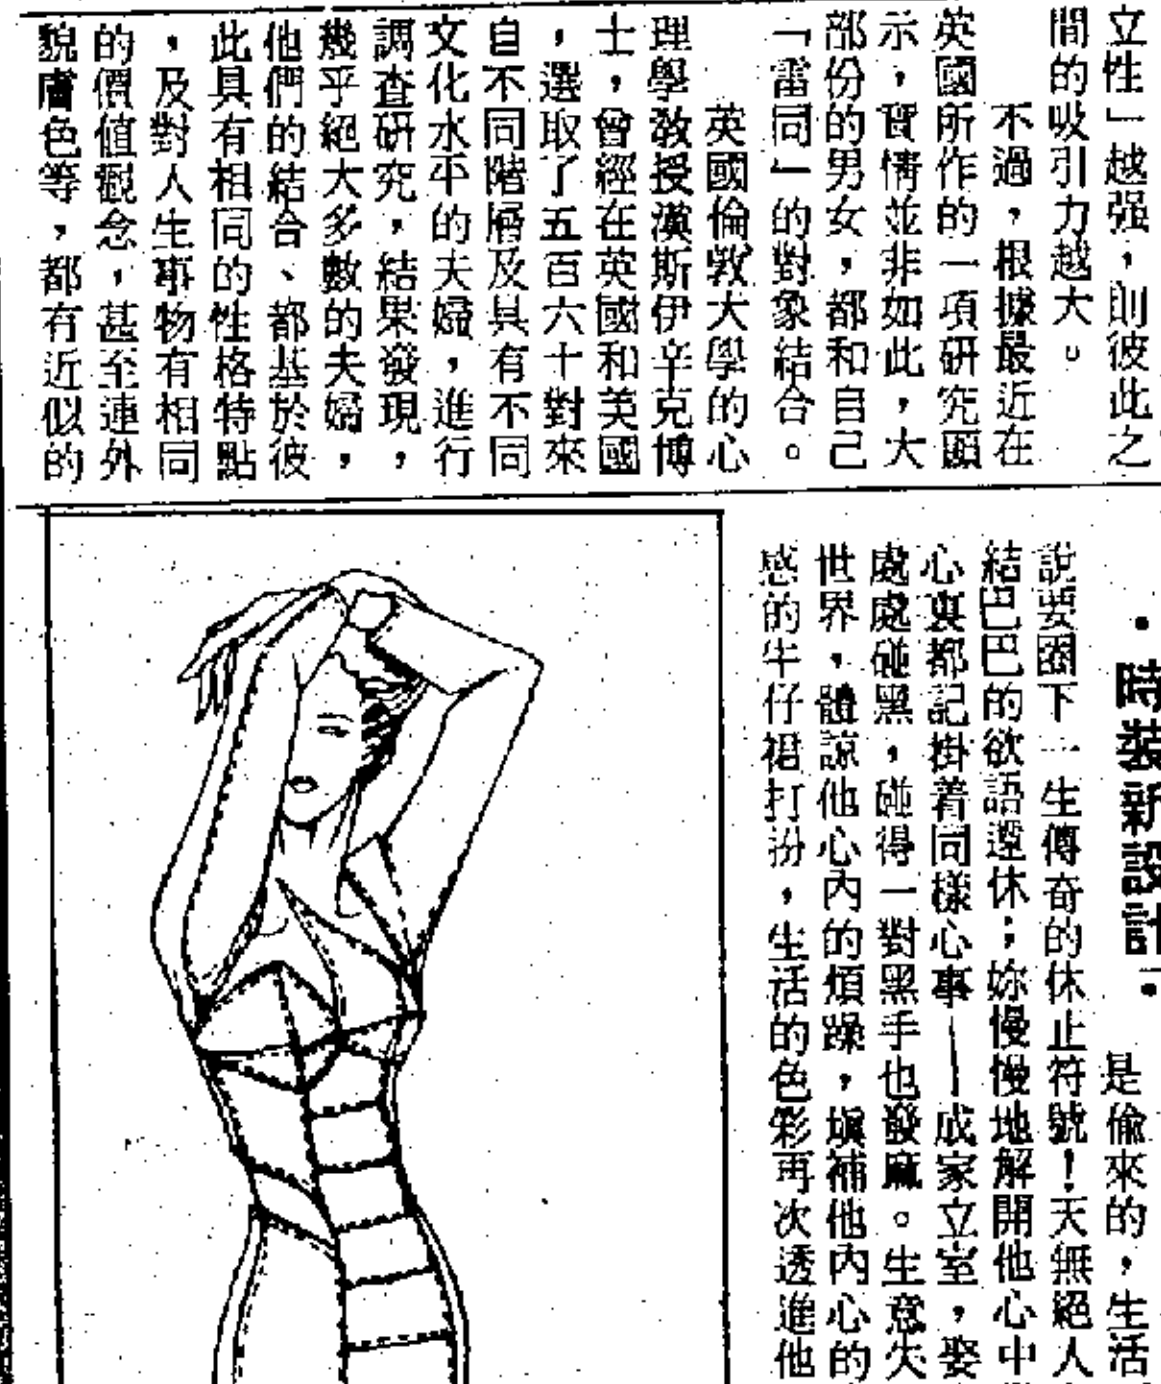 立性」越强，則彼此之
間的吸引力越大。
不過，根據最近在
英國所作的一項研究顯
示，實情並非如此，大
部份的男女，都和自己
「雷同」的對象結合。
英國倫敦大學的心
理學教授漢斯伊辛克博
士，曾經在英國和美國
，選取了五百六十對來
自不同階層及具有不同
文化水平的夫婦，進行
調查研究，結果發現，
幾乎絕大多數的夫婦，
他們的結合、都基於彼
此具有相同的性格特點
，及對人生事物有相同
的價值觀念，甚至連外
貌膚色等，都有近似的
·時裝新設計·
是偷來的，生活
說要圈下一生傳奇的休止符號！天無絕人
結巴巴的欲語還休；妳慢慢地解開他心中
心裏都記掛着同樣心事——成家立室，娶
處處碰黑，碰得一對黑手也發麻。生意失
世界，體諒他心內的煩躁，塡補他內心的
感的牛仔裙打扮，生活的色彩再次透進他